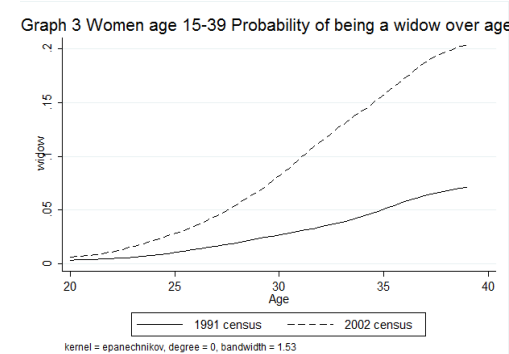 Graph 3 Women age 15-39 Probability of being a widow over age
.2
.15
.1
.05
0
widow
20 25 30 35 40
Age
1991 census 2002 census
kernel = epanechnikov, degree = 0, bandwidth = 1.53